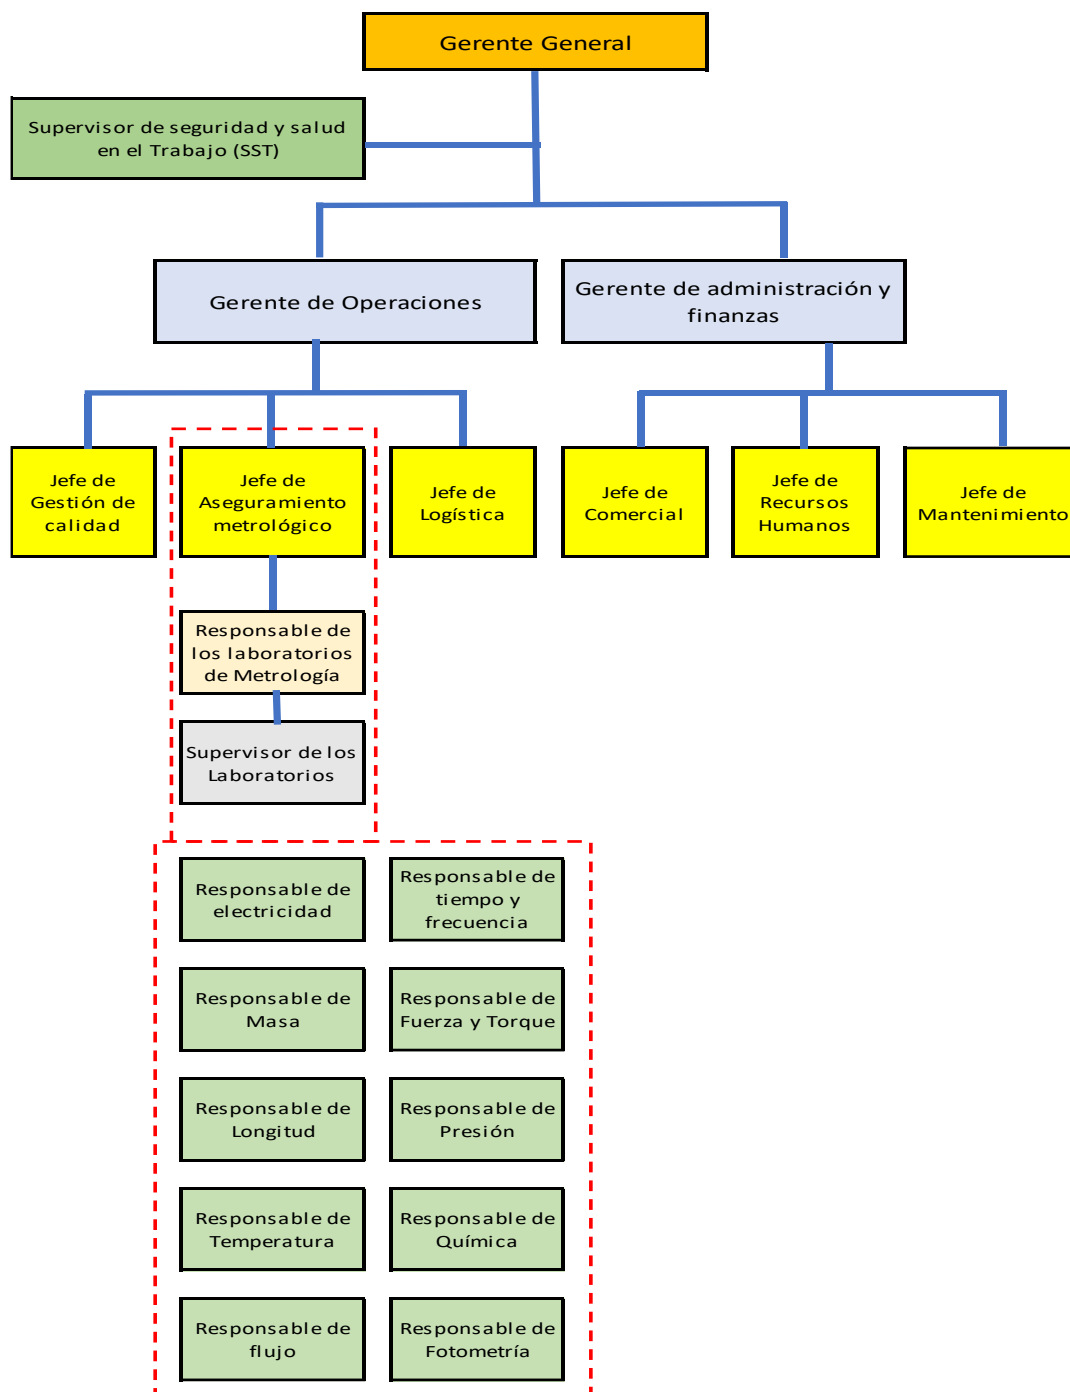 Gerente General
Supervisor de seguridad y salud
en el Trabajo (SST)
Gerente de Operaciones
Gerente de administración y
finanzas
Jefe de
Gestión de
calidad
Jefe de
Aseguramiento
metrológico
Jefe de
Logística
Jefe de
Comercial
Jefe de
Recursos
Humanos
Jefe de
Mantenimiento
Responsable de
los laboratorios
de Metrología
Supervisor de los
Laboratorios
Responsable de
electricidad
Responsable de
tiempo y
frecuencia
Responsable de
Masa
Responsable de
Fuerza y Torque
Responsable de
Longitud
Responsable de
Presión
Responsable de
Temperatura
Responsable de
Química
Responsable de
flujo
Responsable de
Fotometría